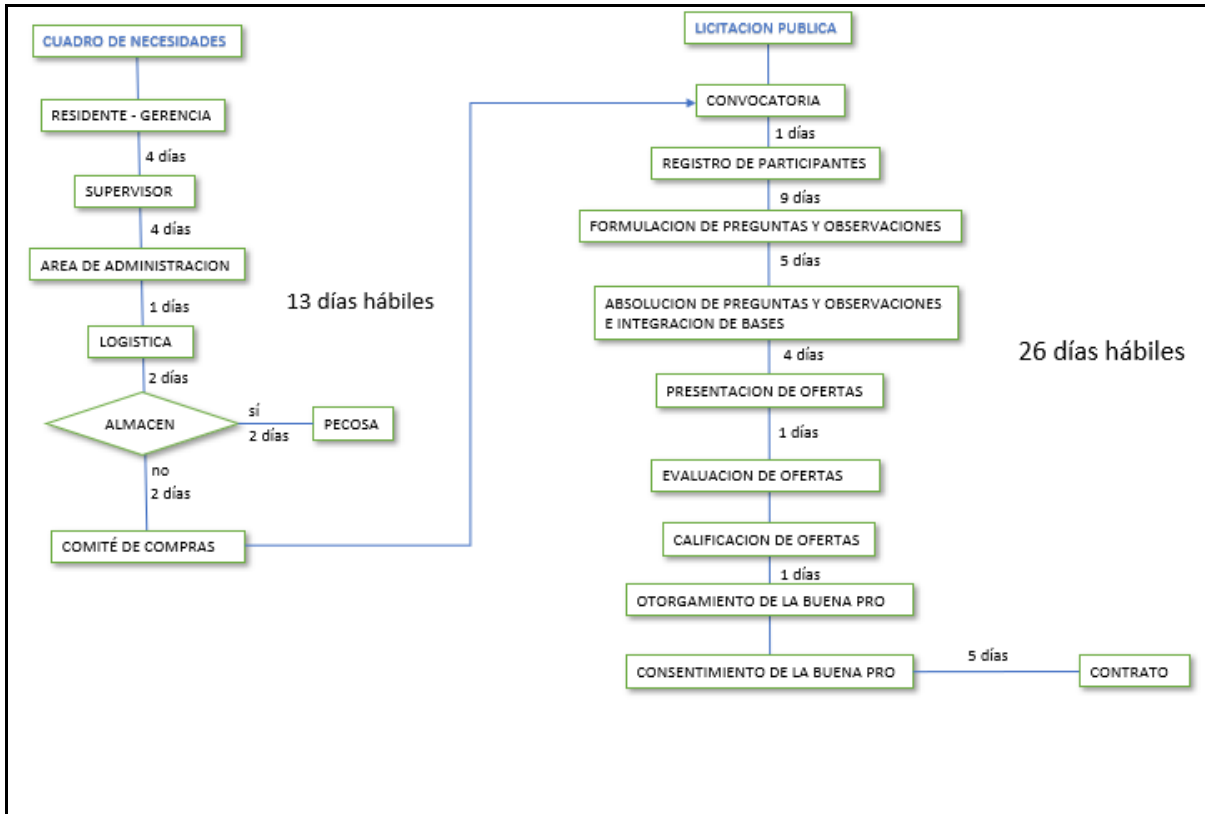 CUADRO DE NECESIDADES
RESIDENTE - GERENCIA
4 días
SUPERVISOR
4 días
AREA DE ADMINISTRACION
1 días
13 días hábiles
LOGISTICA
2 días
ALMACEN
sí
2 días
PECOSA
no
2 días
COMITÉ DE COMPRAS
LICITACION PUBLICA
CONVOCATORIA
1 días
REGISTRO DE PARTICIPANTES
9 días
FORMULACION DE PREGUNTAS Y OBSERVACIONES
5 días
ABSOLUCION DE PREGUNTAS Y OBSERVACIONES
E INTEGRACION DE BASES
26 días hábiles
4 días
PRESENTACION DE OFERTAS
1 días
EVALUACION DE OFERTAS
CALIFICACION DE OFERTAS
1 días
OTORGAMIENTO DE LA BUENA PRO
CONSENTIMIENTO DE LA BUENA PRO
5 días
CONTRATO